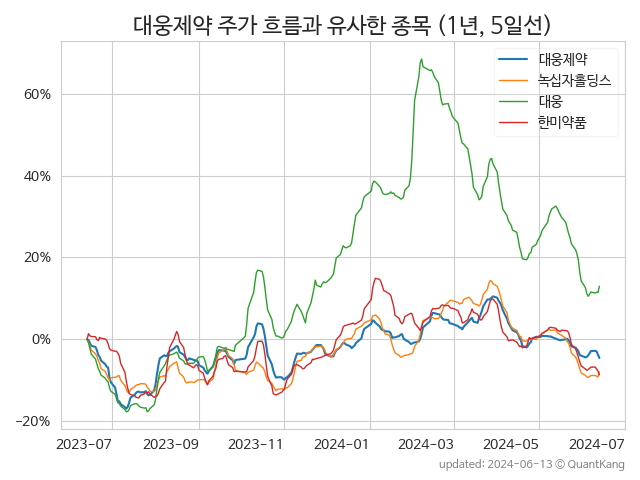 대웅제약 주가 흐름과 유사한 종목 (1년, 5일선)
대웅제약
녹십자홀딩스
대웅
한미약품
60%
40%
20%
0%
−20%
2023-07 2023-09 2023-11 2024-01 2024-03 2024-05 2024-07
updated: 2024-06-13 © QuantKang